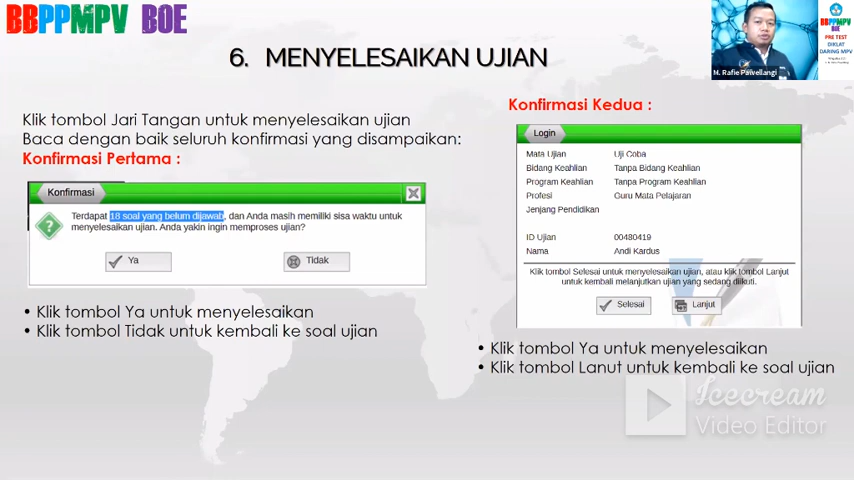 BBPPMPV BOE
BBPPMPV
BOE
PRE TEST
DIKLAT
DARING MPV
6. MENYELESAIKAN UJIAN
Klik tombol Jari Tangan untuk menyelesaikan ujian
Baca dengan baik seluruh konfirmasi yang disampaikan:
Konfirmasi Pertama :
Konfirmasi
Terdapat 18 soal yang belum dijawab, dan Anda masih memiliki sisa waktu untuk
menyelesaikan ujian. Anda yakin ingin memproses ujian?
Ya
Tidak
• Klik tombol Ya untuk menyelesaikan
• Klik tombol Tidak untuk kembali ke soal ujian
Konfirmasi Kedua :
Login
Mata Ujian Uji Coba
Bidang Keahlian Tanpa Bidang Keahlian
Program Keahlian Tanpa Program Keahlian
Profesi Guru Mata Pelajaran
Jenjang Pendidikan
ID Ujian 00480419
Nama Andi Kardus
Klik tombol Selesai untuk menyelesaikan ujian, atau klik tombol Lanjut
untuk kembali melanjutkan ujian yang sedang diikuti.
Selesai
Lanjut
• Klik tombol Ya untuk menyelesaikan
• Klik tombol Lanut untuk kembali ke soal ujian
Icecream
Video Editor